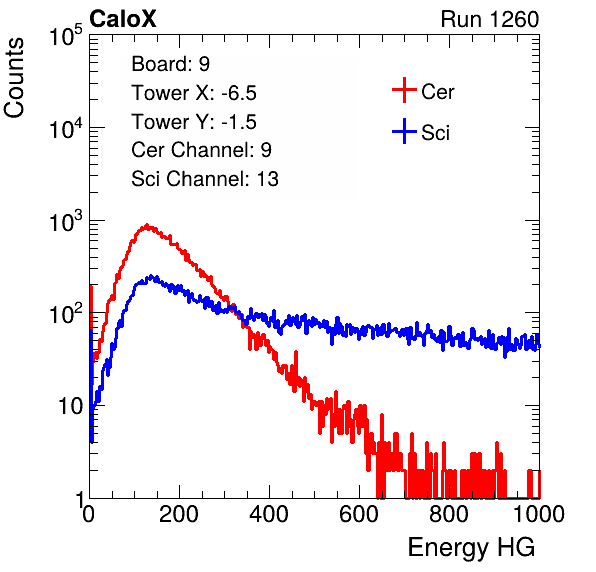 CaloX Run 1260
Counts
Board: 9
Tower X: -6.5
Tower Y: -1.5
Cer Channel: 9
Sci Channel: 13
Cer
Sci
10^5
10^4
10^3
10^2
10
1
0 200 400 600 800 1000
Energy HG